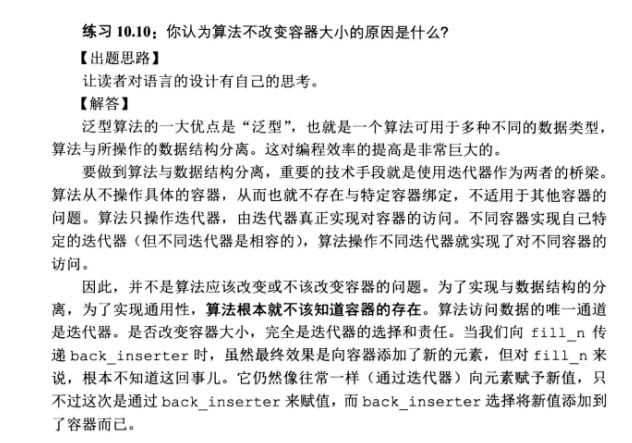 练习 10.10：你认为算法不改变容器大小的原因是什么?
【出题思路】
让读者对语言的设计有自己的思考。
【解答】
泛型算法的一大优点是“泛型”，也就是一个算法可用于多种不同的数据类型，
算法与所操作的数据结构分离。这对编程效率的提高是非常巨大的。
要做到算法与数据结构分离，重要的技术手段就是使用迭代器作为两者的桥梁。
算法从不操作具体的容器，从而也就不存在与特定容器绑定，不适用于其他容器的
问题。算法只操作迭代器，由迭代器真正实现对容器的访问。不同容器实现自己特
定的迭代器（但不同迭代器是相容的），算法操作不同迭代器就实现了对不同容器的
访问。
因此，并不是算法应该改变或不该改变容器的问题。为了实现与数据结构的分
离，为了实现通用性，算法根本就不该知道容器的存在。算法访问数据的唯一通道
是迭代器。是否改变容器大小，完全是迭代器的选择和责任。当我们向 fill_n 传
递 back_inserter 时，虽然最终效果是向容器添加了新的元素，但对 fill_n 来
说，根本不知道这回事儿。它仍然像往常一样（通过迭代器）向元素赋予新值，只
不过这次是通过 back_inserter 来赋值，而 back_inserter 选择将新值添加到
了容器而已。